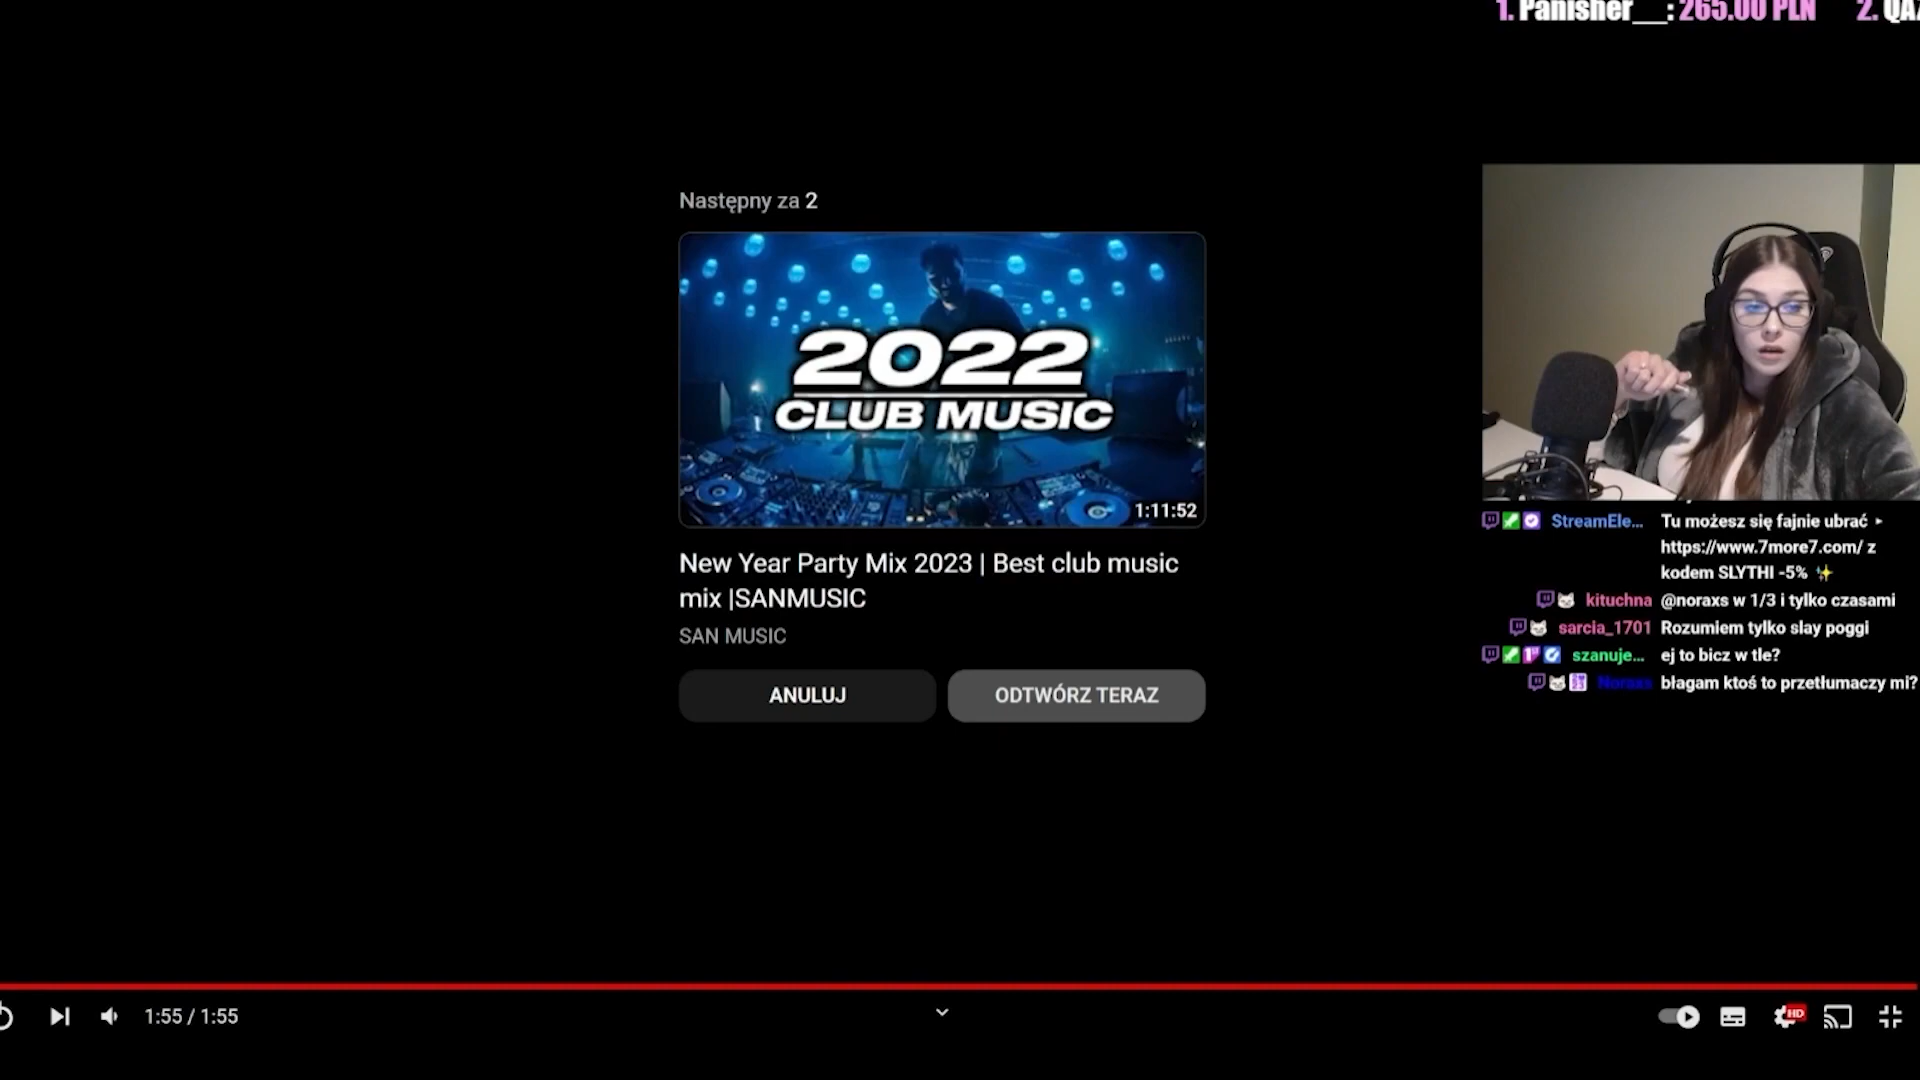 1. Panisher__: 265.00 PLN 2. QA
Następny za 2
2022
CLUB MUSIC
1:11:52
New Year Party Mix 2023 | Best club music
mix |SANMUSIC
SAN MUSIC
ANULUJ
ODTWÓRZ TERAZ
StreamEle... Tu możesz się fajnie ubrać ▸
https://www.7more7.com/ z
kodem SLYTHI -5% ✨
kituchna @noraxs w 1/3 i tylko czasami
sarcia_1701 Rozumiem tylko slay poggi
szanuje... ej to bicz w tle?
Noraxs błagam ktoś to przetłumaczy mi?
1:55 / 1:55
HD